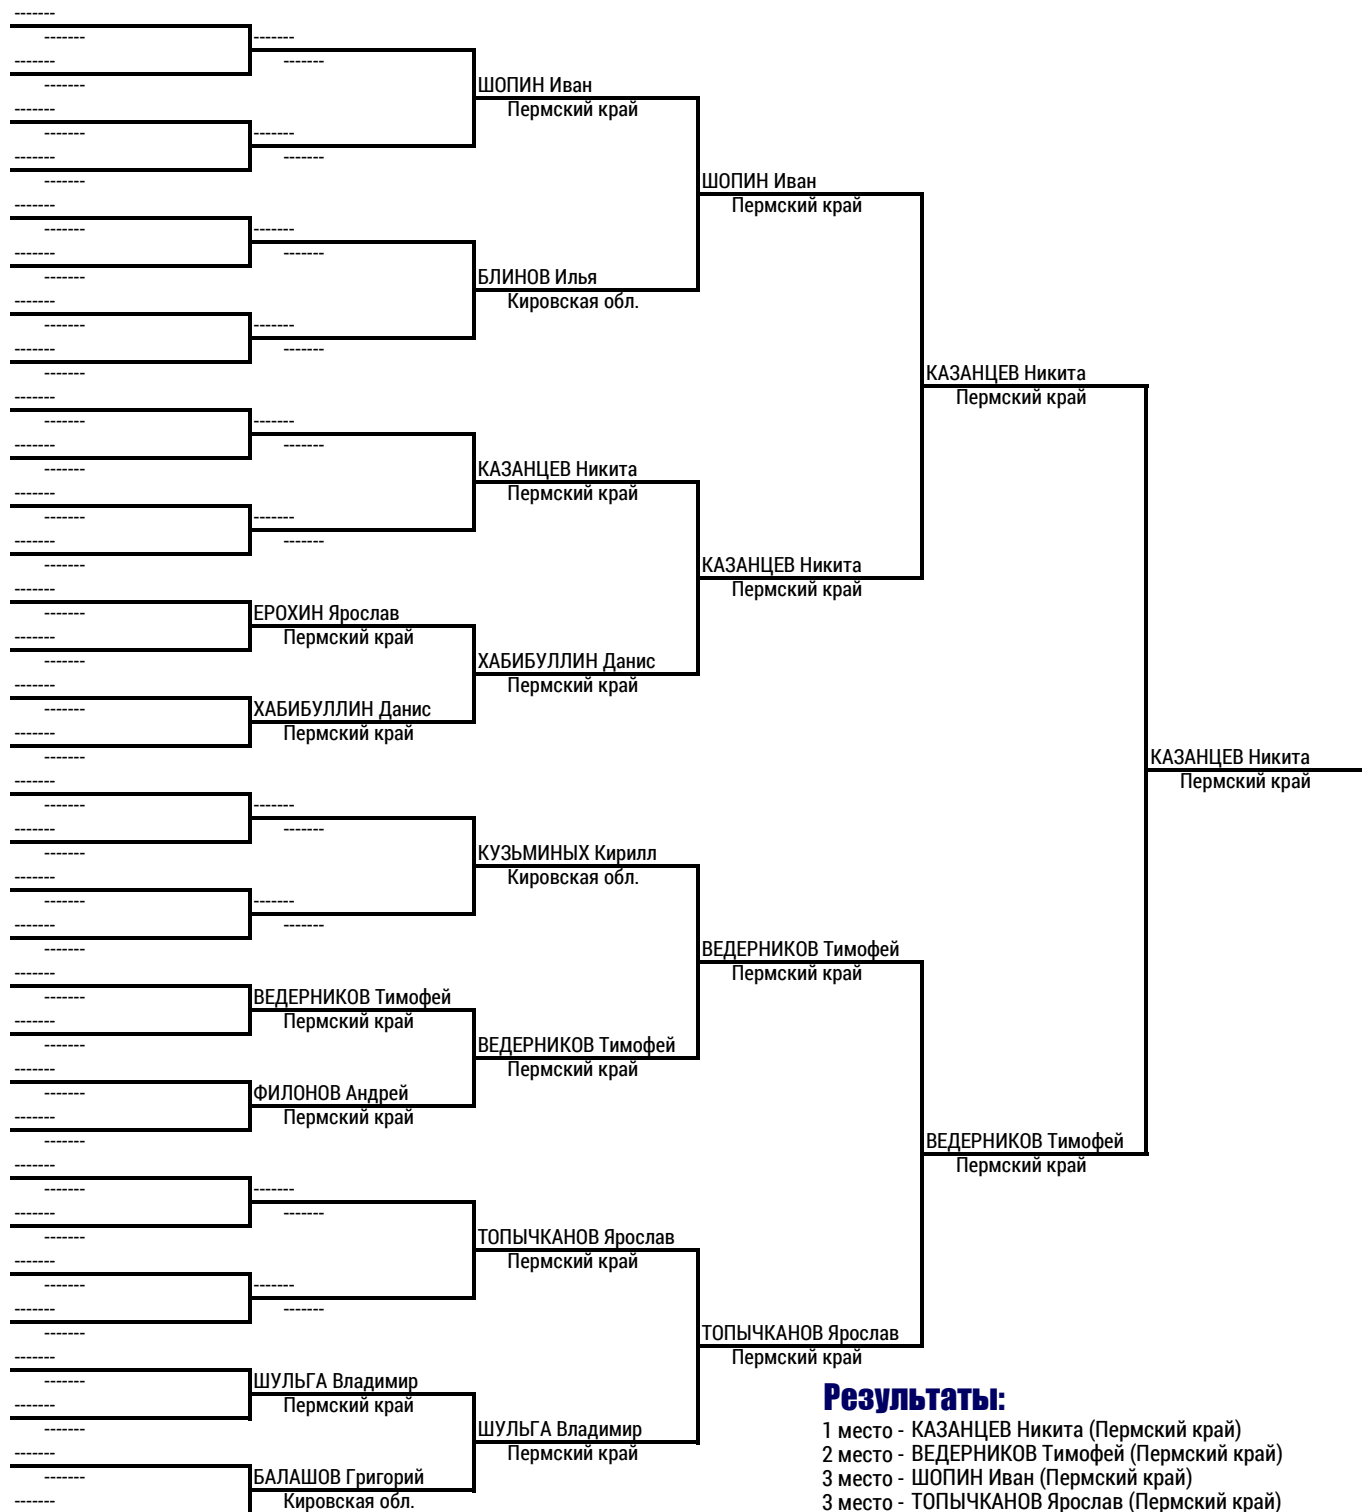 ЕРОХИН Ярослав
Пермский край
ХАБИБУЛЛИН Данис
Пермский край
ВЕДЕРНИКОВ Тимофей
Пермский край
ФИЛОНОВ Андрей
Пермский край
ШУЛЬГА Владимир
Пермский край
БАЛАШОВ Григорий
Кировская обл.
ШОПИН Иван
Пермский край
БЛИНОВ Илья
Кировская обл.
КАЗАНЦЕВ Никита
Пермский край
ХАБИБУЛЛИН Данис
Пермский край
КУЗЬМИНЫХ Кирилл
Кировская обл.
ВЕДЕРНИКОВ Тимофей
Пермский край
ТОПЫЧКАНОВ Ярослав
Пермский край
ШУЛЬГА Владимир
Пермский край
ШОПИН Иван
Пермский край
КАЗАНЦЕВ Никита
Пермский край
ВЕДЕРНИКОВ Тимофей
Пермский край
ТОПЫЧКАНОВ Ярослав
Пермский край
КАЗАНЦЕВ Никита
Пермский край
ВЕДЕРНИКОВ Тимофей
Пермский край
КАЗАНЦЕВ Никита
Пермский край
Результаты:
1 место - КАЗАНЦЕВ Никита (Пермский край)
2 место - ВЕДЕРНИКОВ Тимофей (Пермский край)
3 место - ШОПИН Иван (Пермский край)
3 место - ТОПЫЧКАНОВ Ярослав (Пермский край)